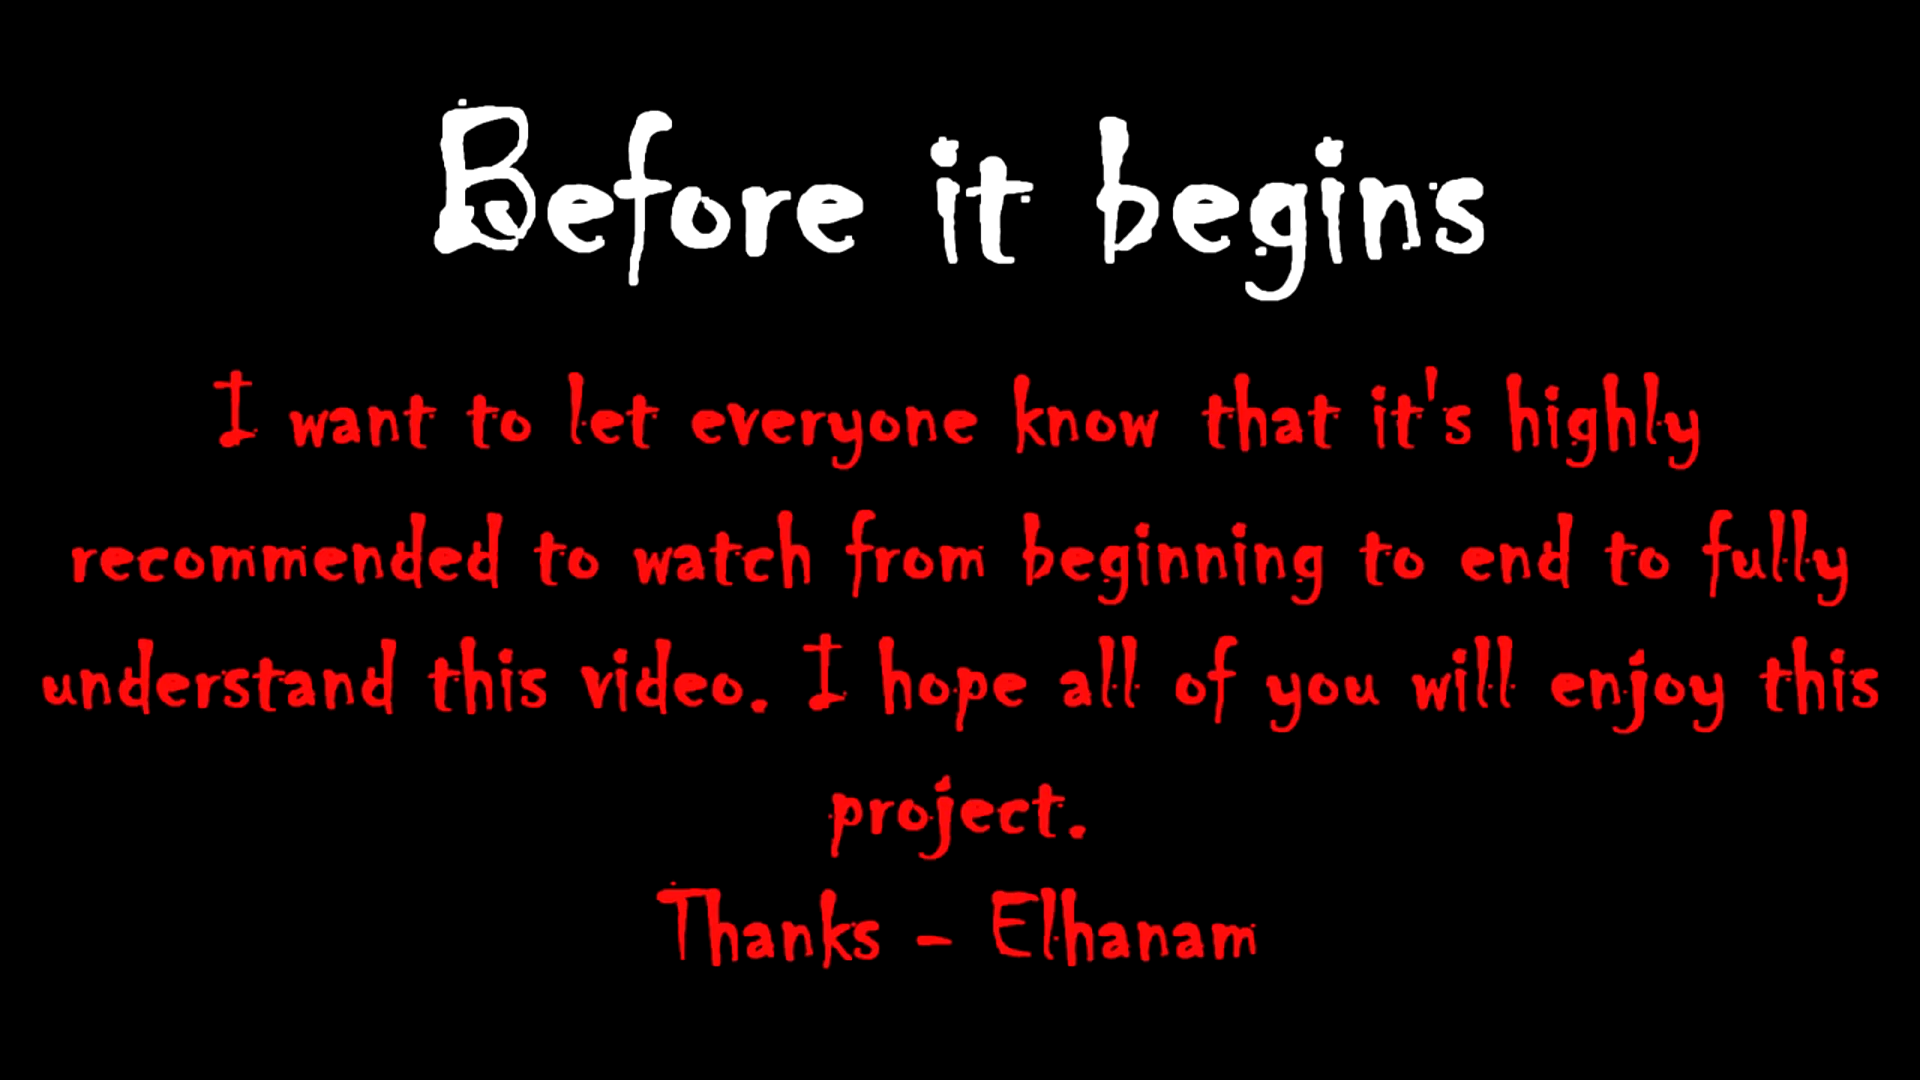 Before it begins
I want to let everyone know that it's highly
recommended to watch from beginning to end to fully
understand this video. I hope all of you will enjoy this
project.
Thanks - Elhanam